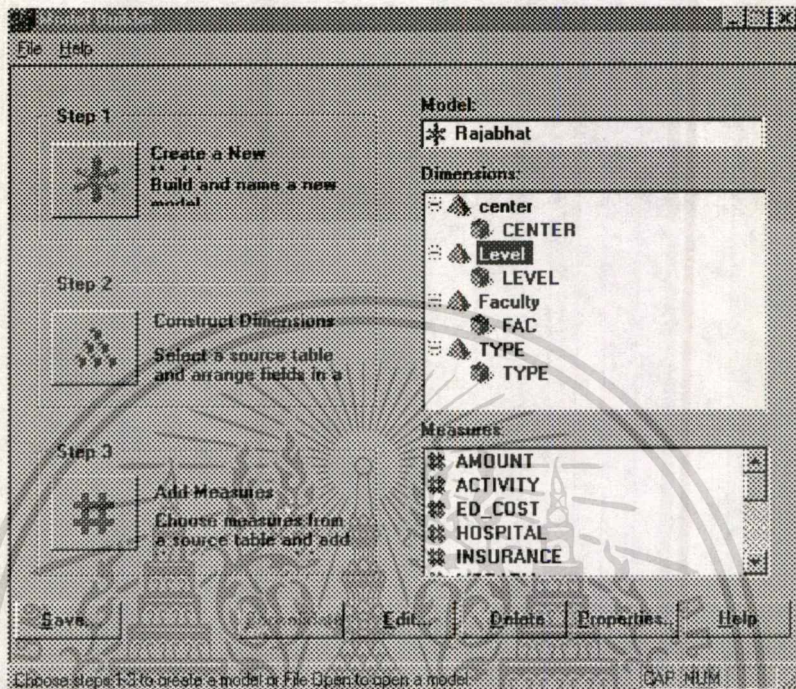 Model Builder
File Help
Step 1
Create a New
Build and name a new
model
Step 2
Construct Dimensions
Select a source table
and arrange fields in a
Step 3
Add Measures
Choose measures from
a source table and add
Model:
Rajabhat
Dimensions:
center
CENTER
Level
LEVEL
Faculty
FAC
TYPE
TYPE
Measures:
AMOUNT
ACTIVITY
ED_COST
HOSPITAL
INSURANCE
Save... Edit... Delete Properties... Help
Choose steps 1-3 to create a model or File Open to open a model. CAP NUM